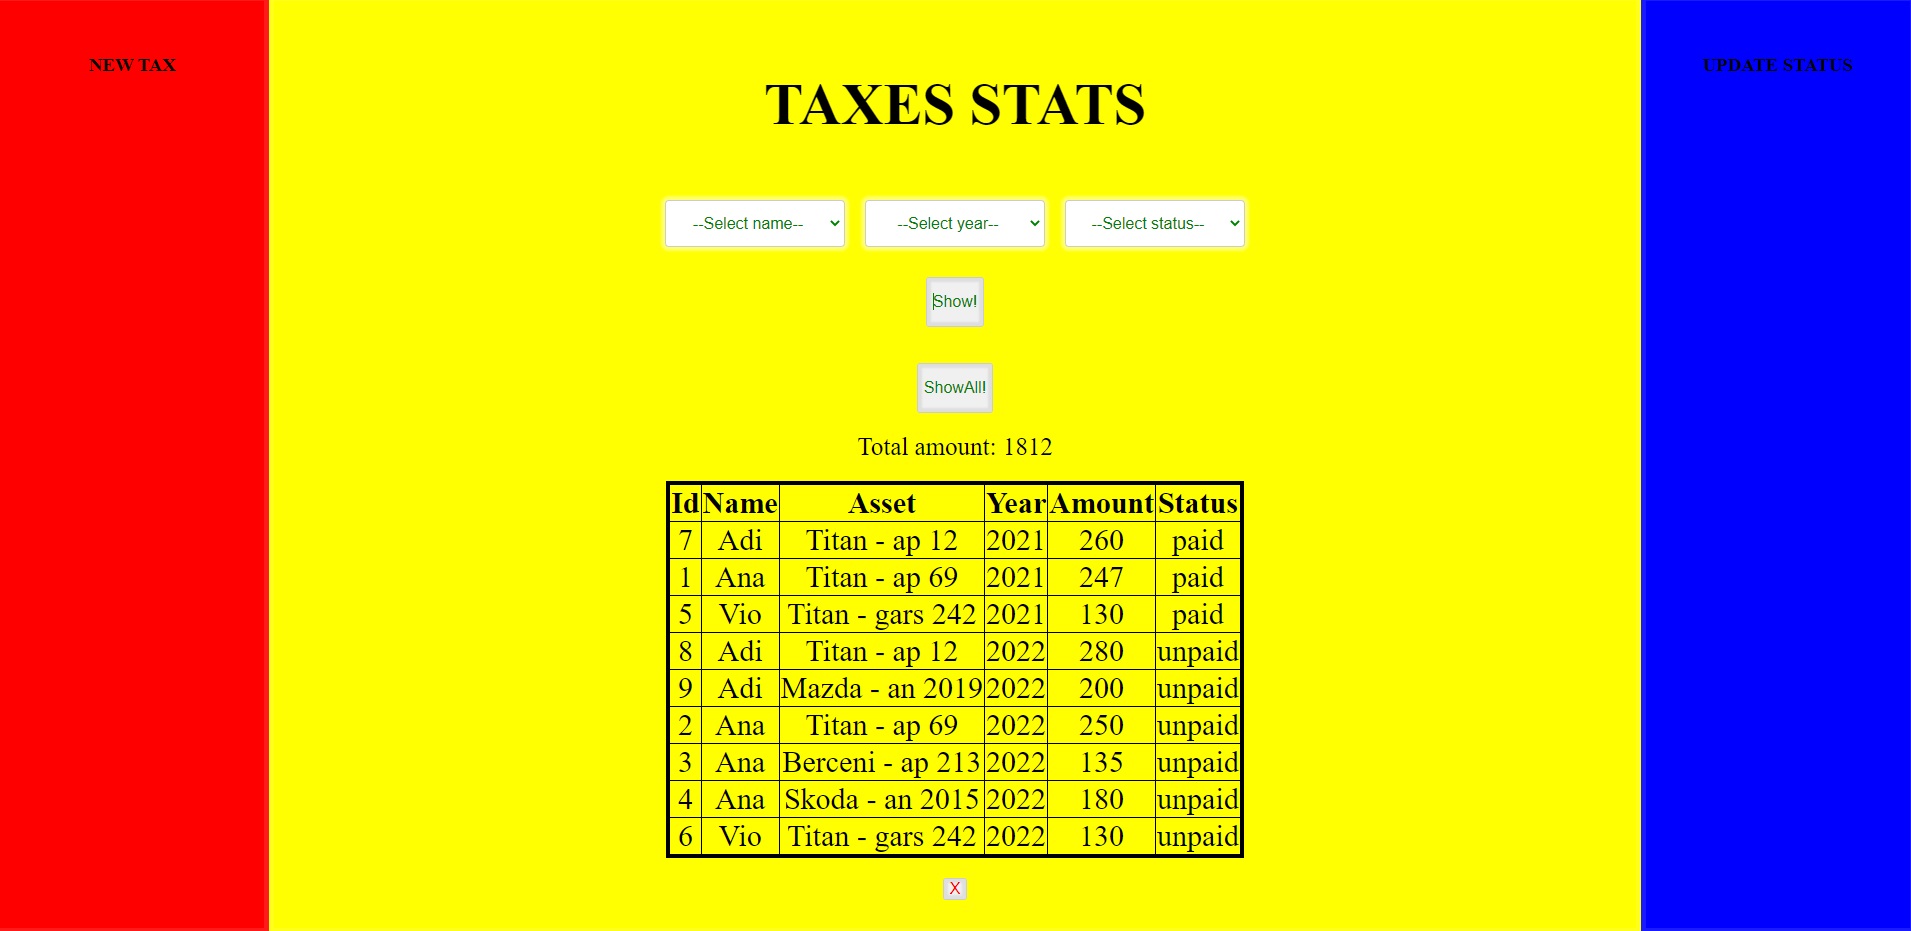 NEW TAX
UPDATE STATUS
TAXES STATS
--Select name-- --Select year-- --Select status--
Show!
ShowAll!
Total amount: 1812
Id Name Asset Year Amount Status
7 Adi Titan - ap 12 2021 260 paid
1 Ana Titan - ap 69 2021 247 paid
5 Vio Titan - gars 242 2021 130 paid
8 Adi Titan - ap 12 2022 280 unpaid
9 Adi Mazda - an 2019 2022 200 unpaid
2 Ana Titan - ap 69 2022 250 unpaid
3 Ana Berceni - ap 213 2022 135 unpaid
4 Ana Skoda - an 2015 2022 180 unpaid
6 Vio Titan - gars 242 2022 130 unpaid
X